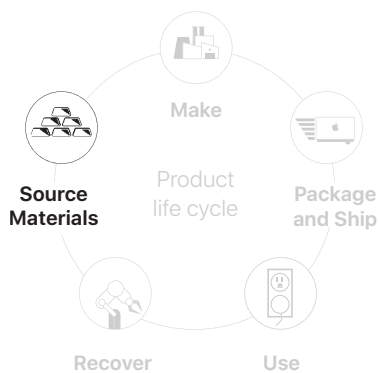 Make
Source
Materials
Product
life cycle
Package
and Ship
Recover
Use